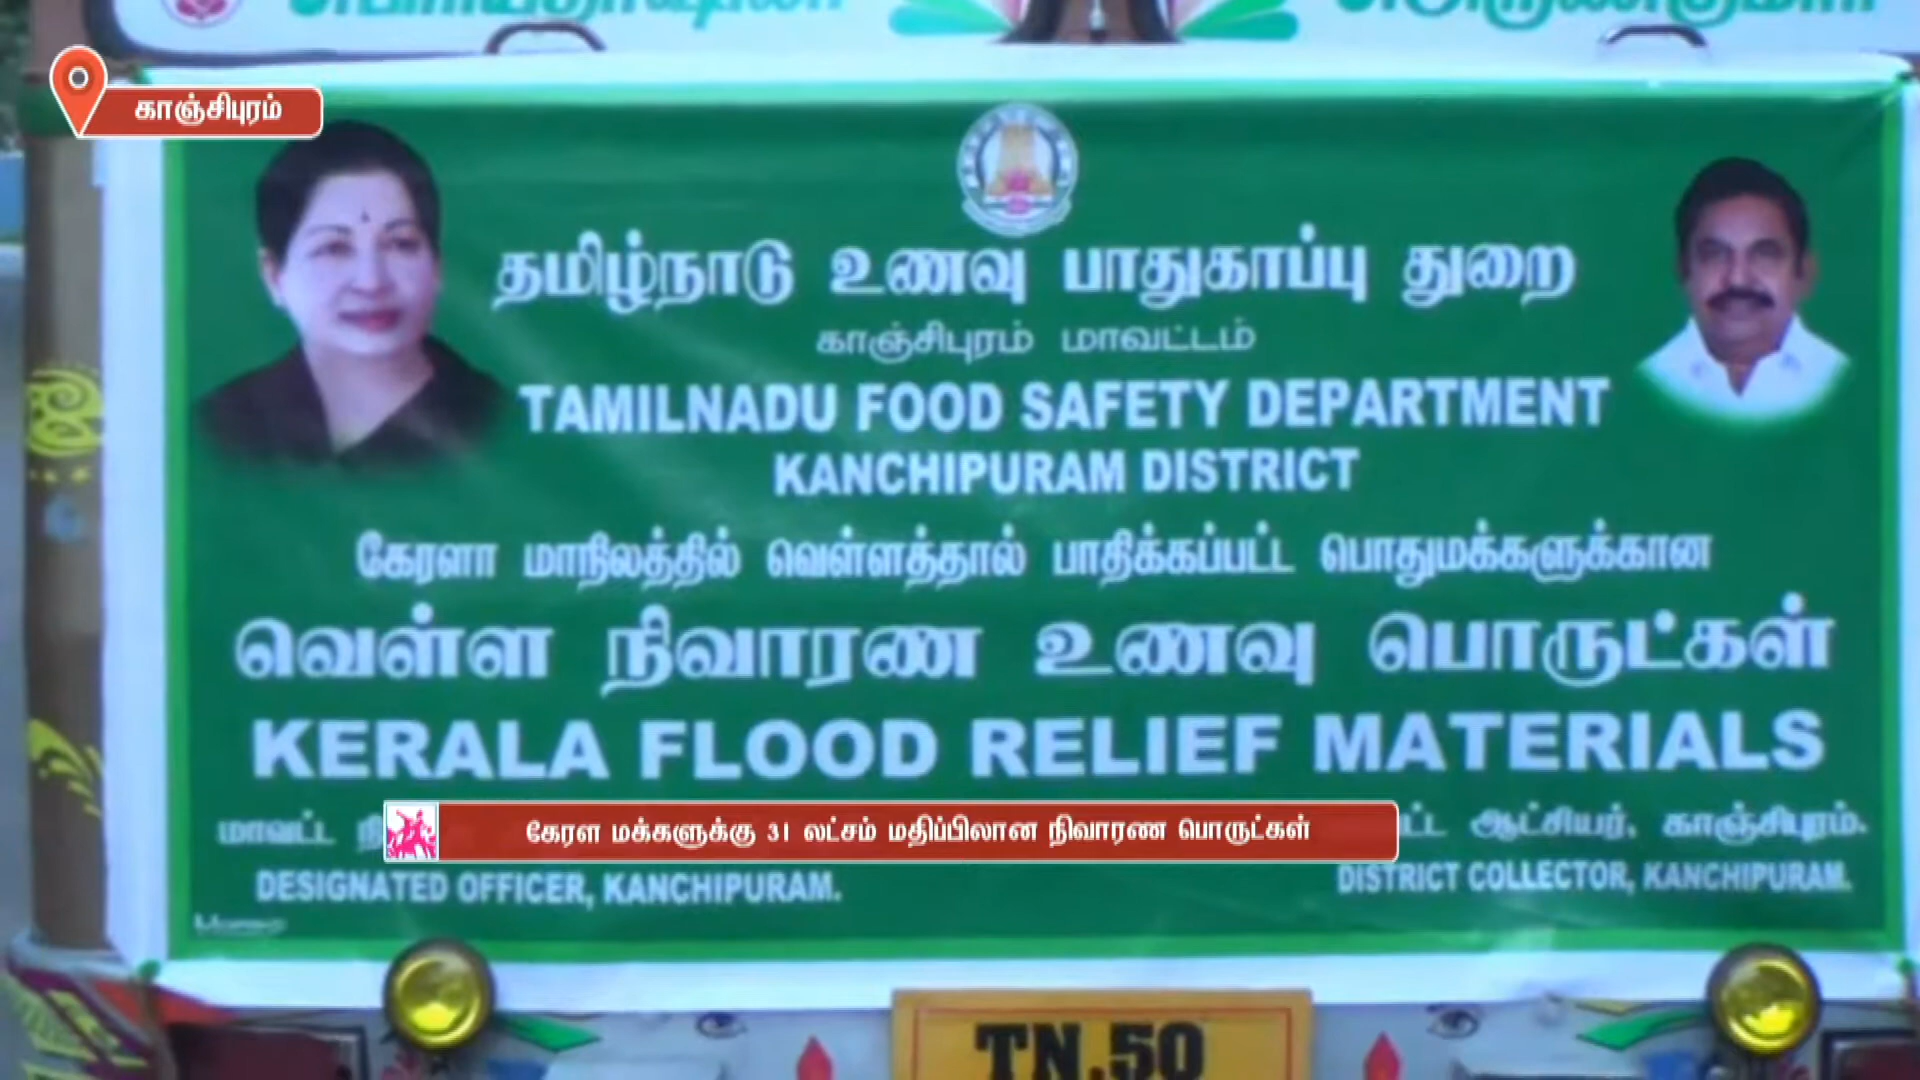 காஞ்சிபுரம்
தமிழ்நாடு உணவு பாதுகாப்பு துறை
காஞ்சிபுரம் மாவட்டம்
TAMILNADU FOOD SAFETY DEPARTMENT
KANCHIPURAM DISTRICT
கேரளா மாநிலத்தில் வெள்ளத்தால் பாதிக்கப்பட்ட பொதுமக்களுக்கான
வெள்ள நிவாரண உணவு பொருட்கள்
KERALA FLOOD RELIEF MATERIALS
மாவட்ட
ஆட்சியர், காஞ்சிபுரம்.
கேரள மக்களுக்கு 31 லட்சம் மதிப்பிலான நிவாரண பொருட்கள்
DESIGNATED OFFICER, KANCHIPURAM.
DISTRICT COLLECTOR, KANCHIPURAM.
TN.50